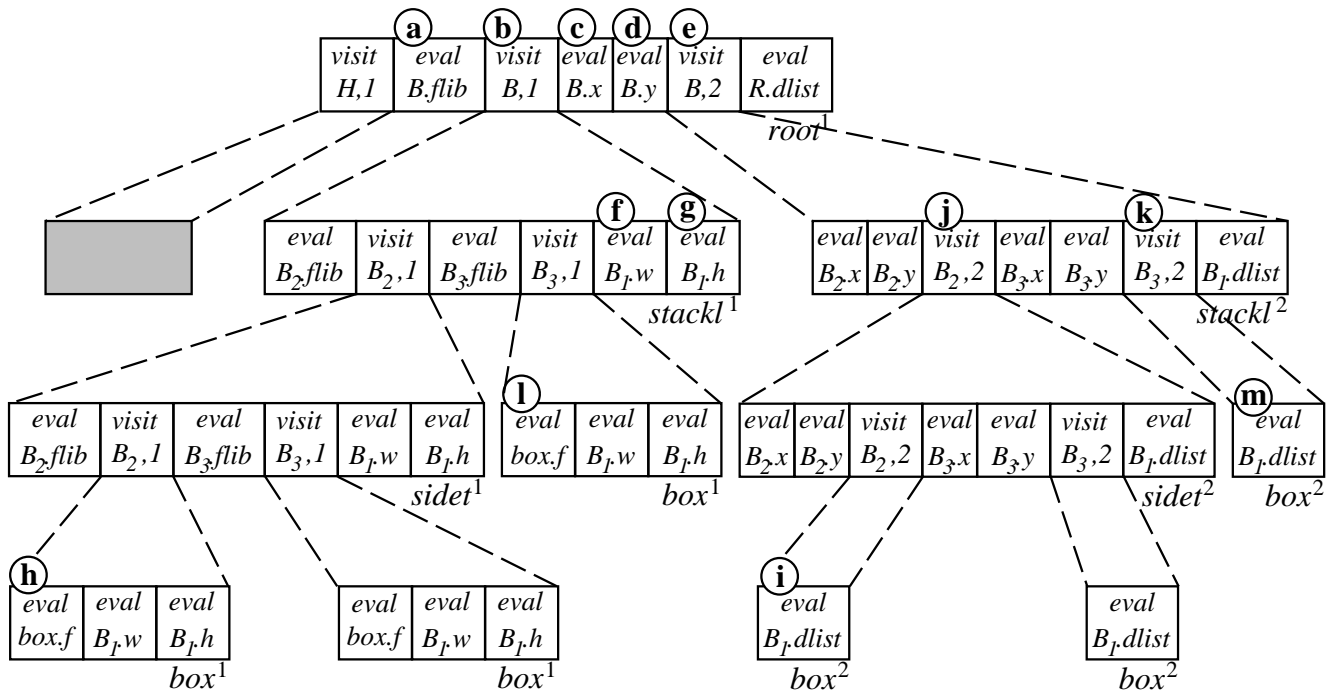 a b c d e
visit eval visit eval eval visit eval
H,1 B.flib B,1 B.x B.y B,2 R.dlist
root¹
f g j k
eval visit eval visit eval eval
B₂.flib B₂,1 B₃.flib B₃,1 B₁.w B₁.h
stackl¹
eval eval visit eval eval visit eval
B₂.x B₂.y B₂,2 B₃.x B₃.y B₃,2 B₁.dlist
stackl²
l m
eval visit eval visit eval eval
B₂.flib B₂,1 B₃.flib B₃,1 B₁.w B₁.h
sidet¹
eval eval eval
box.f B₁.w B₁.h
box¹
eval eval visit eval eval visit eval
B₂.x B₂.y B₂,2 B₃.x B₃.y B₃,2 B₁.dlist
sidet²
eval
B₁.dlist
box²
h i
eval eval eval
box.f B₁.w B₁.h
box¹
eval eval eval
box.f B₁.w B₁.h
box¹
eval
B₁.dlist
box²
eval
B₁.dlist
box²